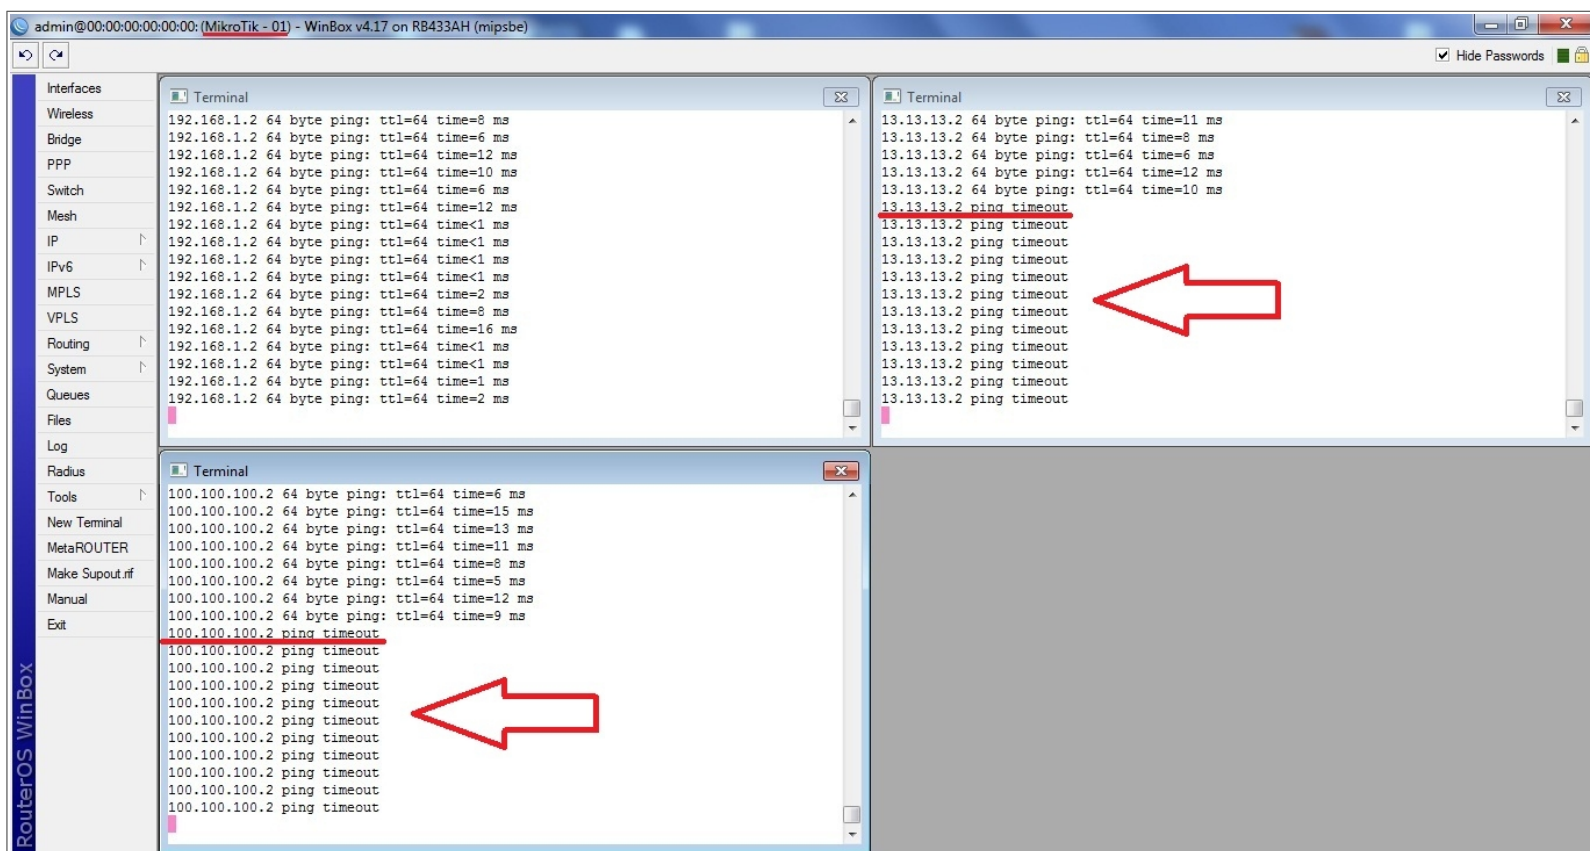 admin@00:00:00:00:00:00: (MikroTik - 01) - WinBox v4.17 on RB433AH (mipsbe)
Hide Passwords
Interfaces
Wireless
Bridge
PPP
Switch
Mesh
IP
IPv6
MPLS
VPLS
Routing
System
Queues
Files
Log
Radius
Tools
New Terminal
MetaROUTER
Make Supout.rif
Manual
Exit
RouterOS WinBox
Terminal
192.168.1.2 64 byte ping: ttl=64 time=8 ms
192.168.1.2 64 byte ping: ttl=64 time=6 ms
192.168.1.2 64 byte ping: ttl=64 time=12 ms
192.168.1.2 64 byte ping: ttl=64 time=10 ms
192.168.1.2 64 byte ping: ttl=64 time=6 ms
192.168.1.2 64 byte ping: ttl=64 time=12 ms
192.168.1.2 64 byte ping: ttl=64 time<1 ms
192.168.1.2 64 byte ping: ttl=64 time<1 ms
192.168.1.2 64 byte ping: ttl=64 time<1 ms
192.168.1.2 64 byte ping: ttl=64 time<1 ms
192.168.1.2 64 byte ping: ttl=64 time=2 ms
192.168.1.2 64 byte ping: ttl=64 time=8 ms
192.168.1.2 64 byte ping: ttl=64 time=16 ms
192.168.1.2 64 byte ping: ttl=64 time<1 ms
192.168.1.2 64 byte ping: ttl=64 time<1 ms
192.168.1.2 64 byte ping: ttl=64 time=1 ms
192.168.1.2 64 byte ping: ttl=64 time=2 ms
Terminal
13.13.13.2 64 byte ping: ttl=64 time=11 ms
13.13.13.2 64 byte ping: ttl=64 time=8 ms
13.13.13.2 64 byte ping: ttl=64 time=6 ms
13.13.13.2 64 byte ping: ttl=64 time=12 ms
13.13.13.2 64 byte ping: ttl=64 time=10 ms
13.13.13.2 ping timeout
13.13.13.2 ping timeout
13.13.13.2 ping timeout
13.13.13.2 ping timeout
13.13.13.2 ping timeout
13.13.13.2 ping timeout
13.13.13.2 ping timeout
13.13.13.2 ping timeout
13.13.13.2 ping timeout
13.13.13.2 ping timeout
13.13.13.2 ping timeout
13.13.13.2 ping timeout
Terminal
100.100.100.2 64 byte ping: ttl=64 time=6 ms
100.100.100.2 64 byte ping: ttl=64 time=15 ms
100.100.100.2 64 byte ping: ttl=64 time=13 ms
100.100.100.2 64 byte ping: ttl=64 time=11 ms
100.100.100.2 64 byte ping: ttl=64 time=8 ms
100.100.100.2 64 byte ping: ttl=64 time=5 ms
100.100.100.2 64 byte ping: ttl=64 time=12 ms
100.100.100.2 64 byte ping: ttl=64 time=9 ms
100.100.100.2 ping timeout
100.100.100.2 ping timeout
100.100.100.2 ping timeout
100.100.100.2 ping timeout
100.100.100.2 ping timeout
100.100.100.2 ping timeout
100.100.100.2 ping timeout
100.100.100.2 ping timeout
100.100.100.2 ping timeout
100.100.100.2 ping timeout
100.100.100.2 ping timeout